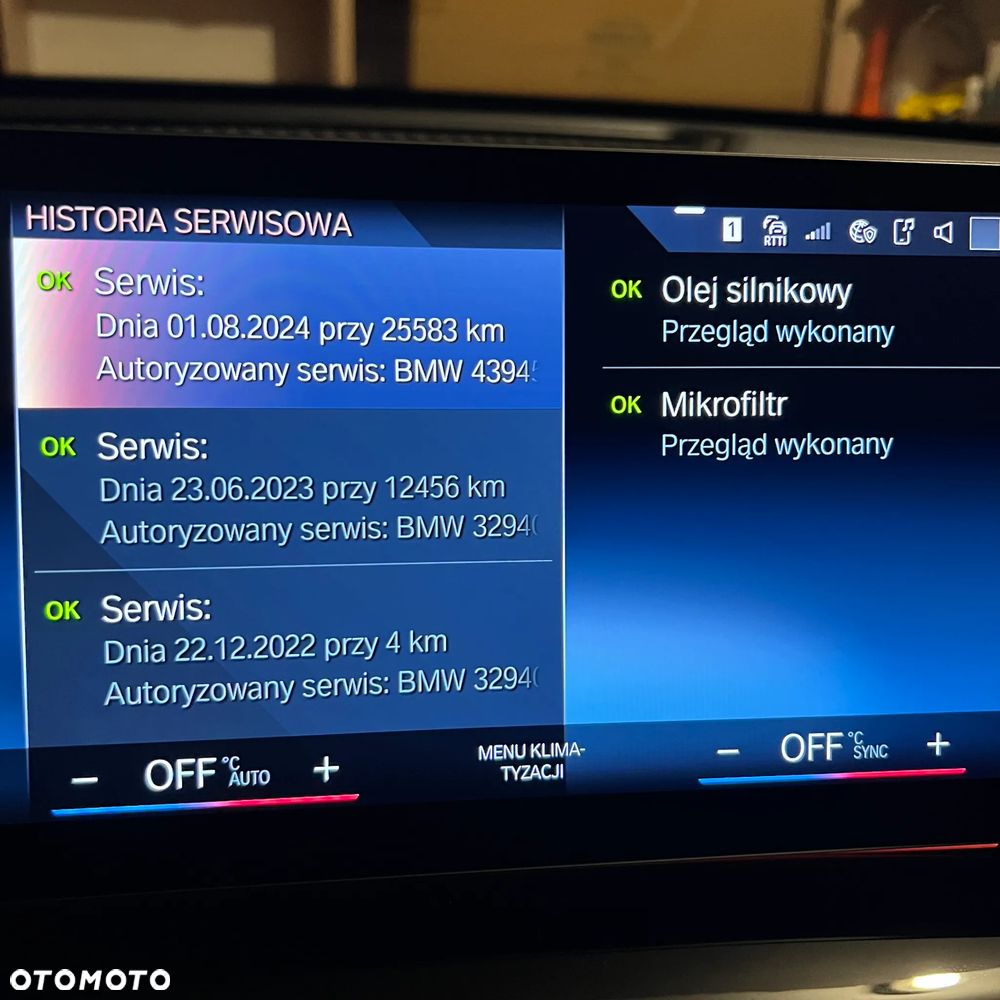 HISTORIA SERWISOWA
1
RTTI
OK Serwis:
Dnia 01.08.2024 przy 25583 km
Autoryzowany serwis: BMW 4394
OK Serwis:
Dnia 23.06.2023 przy 12456 km
Autoryzowany serwis: BMW 3294
OK Serwis:
Dnia 22.12.2022 przy 4 km
Autoryzowany serwis: BMW 3294
OK Olej silnikowy
Przegląd wykonany
OK Mikrofiltr
Przegląd wykonany
− OFF °C AUTO +
MENU KLIMA-
TYZACJI
− OFF °C SYNC +
OTOMOTO